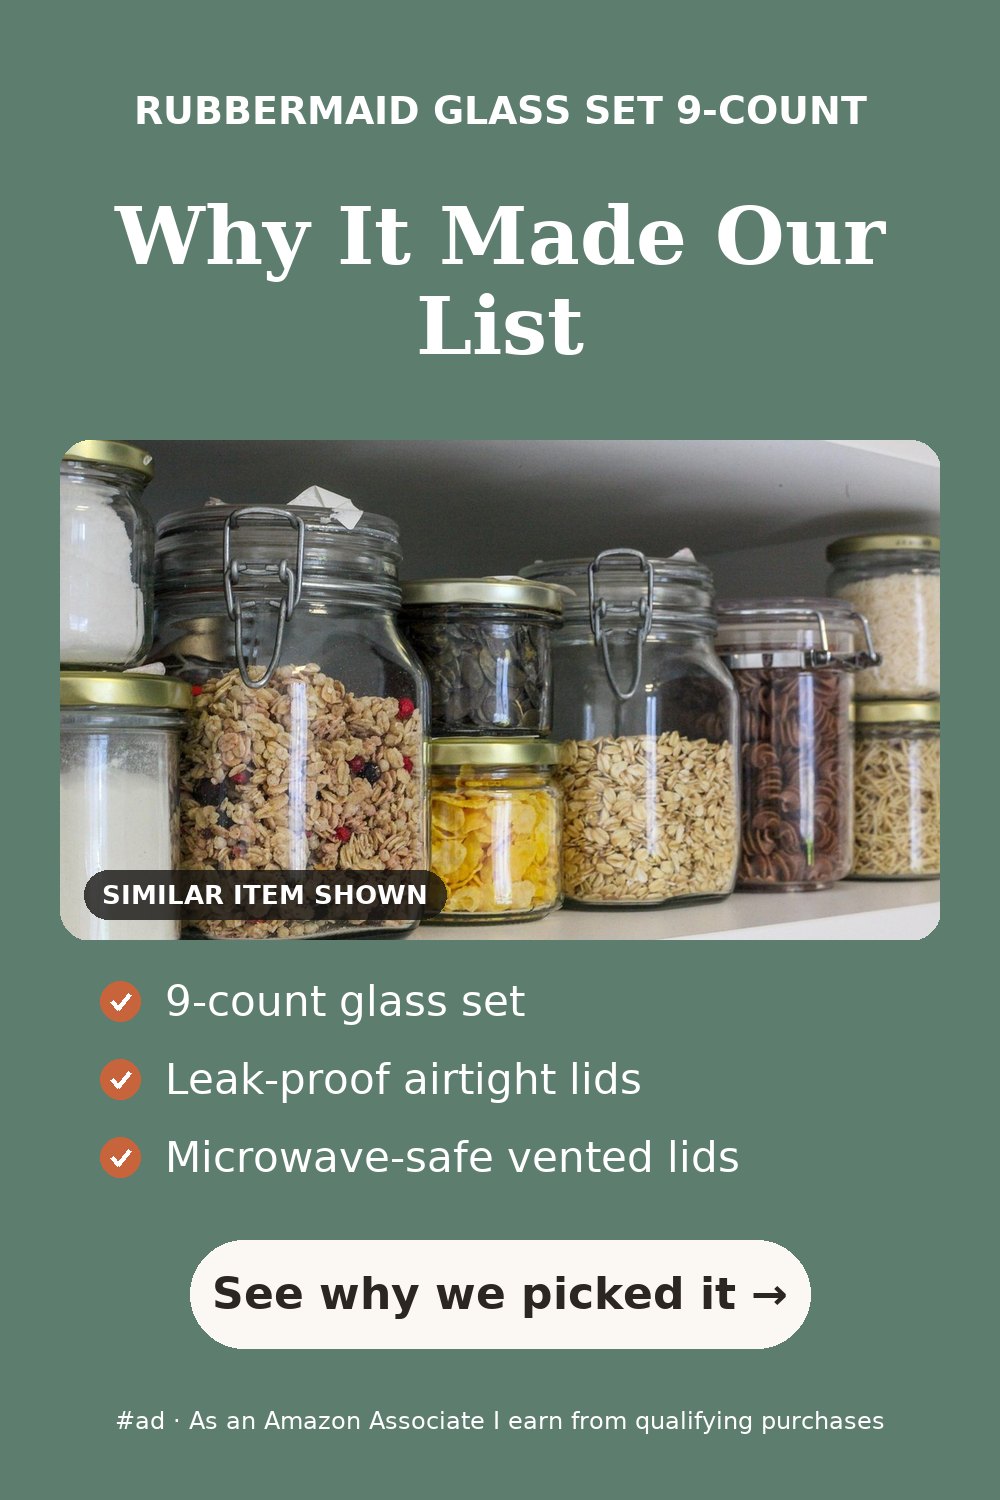 RUBBERMAID GLASS SET 9-COUNT
Why It Made Our
List
SIMILAR ITEM SHOWN
9-count glass set
Leak-proof airtight lids
Microwave-safe vented lids
See why we picked it →
#ad · As an Amazon Associate I earn from qualifying purchases